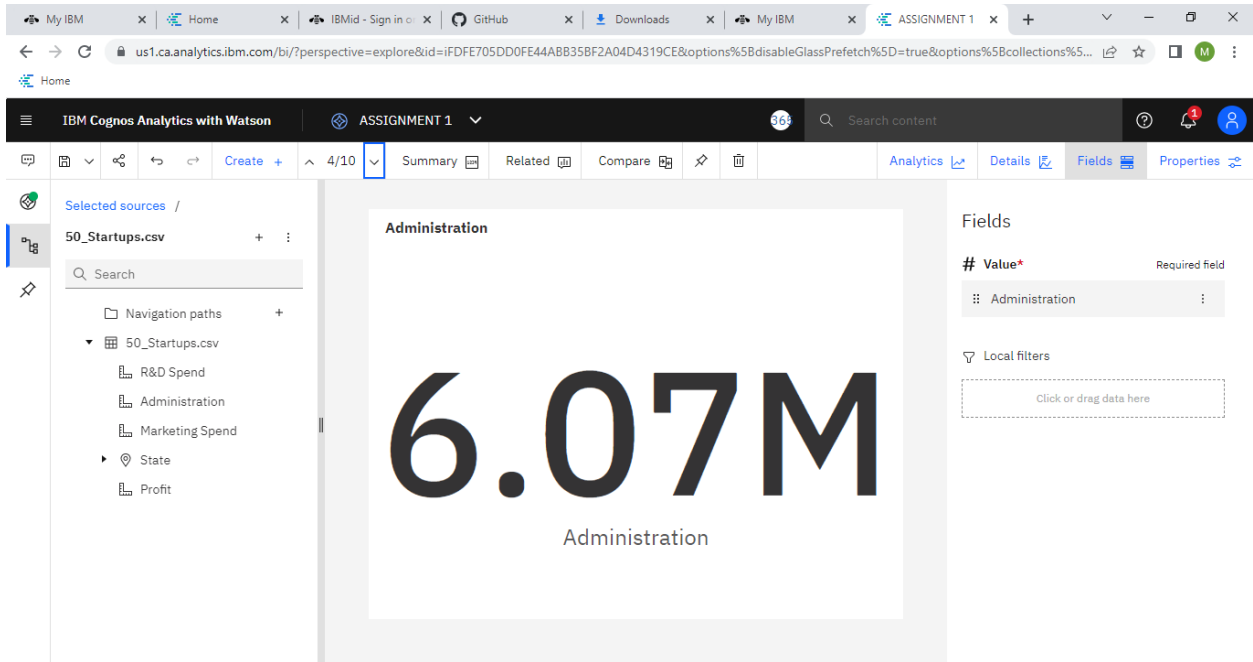 My IBM
Home
IBMid - Sign in o
GitHub
Downloads
My IBM
ASSIGNMENT 1
us1.ca.analytics.ibm.com/bi/?perspective=explore&id=iFDFE705DD0FE44ABB35BF2A04D4319CE&options%5BdisableGlassPrefetch%5D=true&options%5Bcollections%5...
M
Home
IBM Cognos Analytics with Watson
ASSIGNMENT 1
365
Search content
1
Create +
4/10
Summary
Related
Compare
Analytics
Details
Fields
Properties
Selected sources /
50_Startups.csv
Search
Navigation paths
50_Startups.csv
R&D Spend
Administration
Marketing Spend
State
Profit
Administration
6.07M
Administration
Fields
# Value* Required field
Administration
Local filters
Click or drag data here